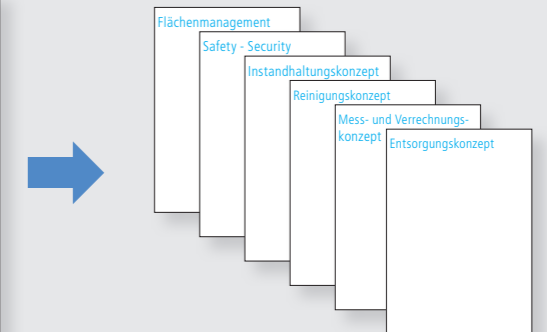 Flächenmanagement
Safety - Security
Instandhaltungskonzept
Reinigungskonzept
Mess- und Verrechnungs-
konzept
Entsorgungskonzept